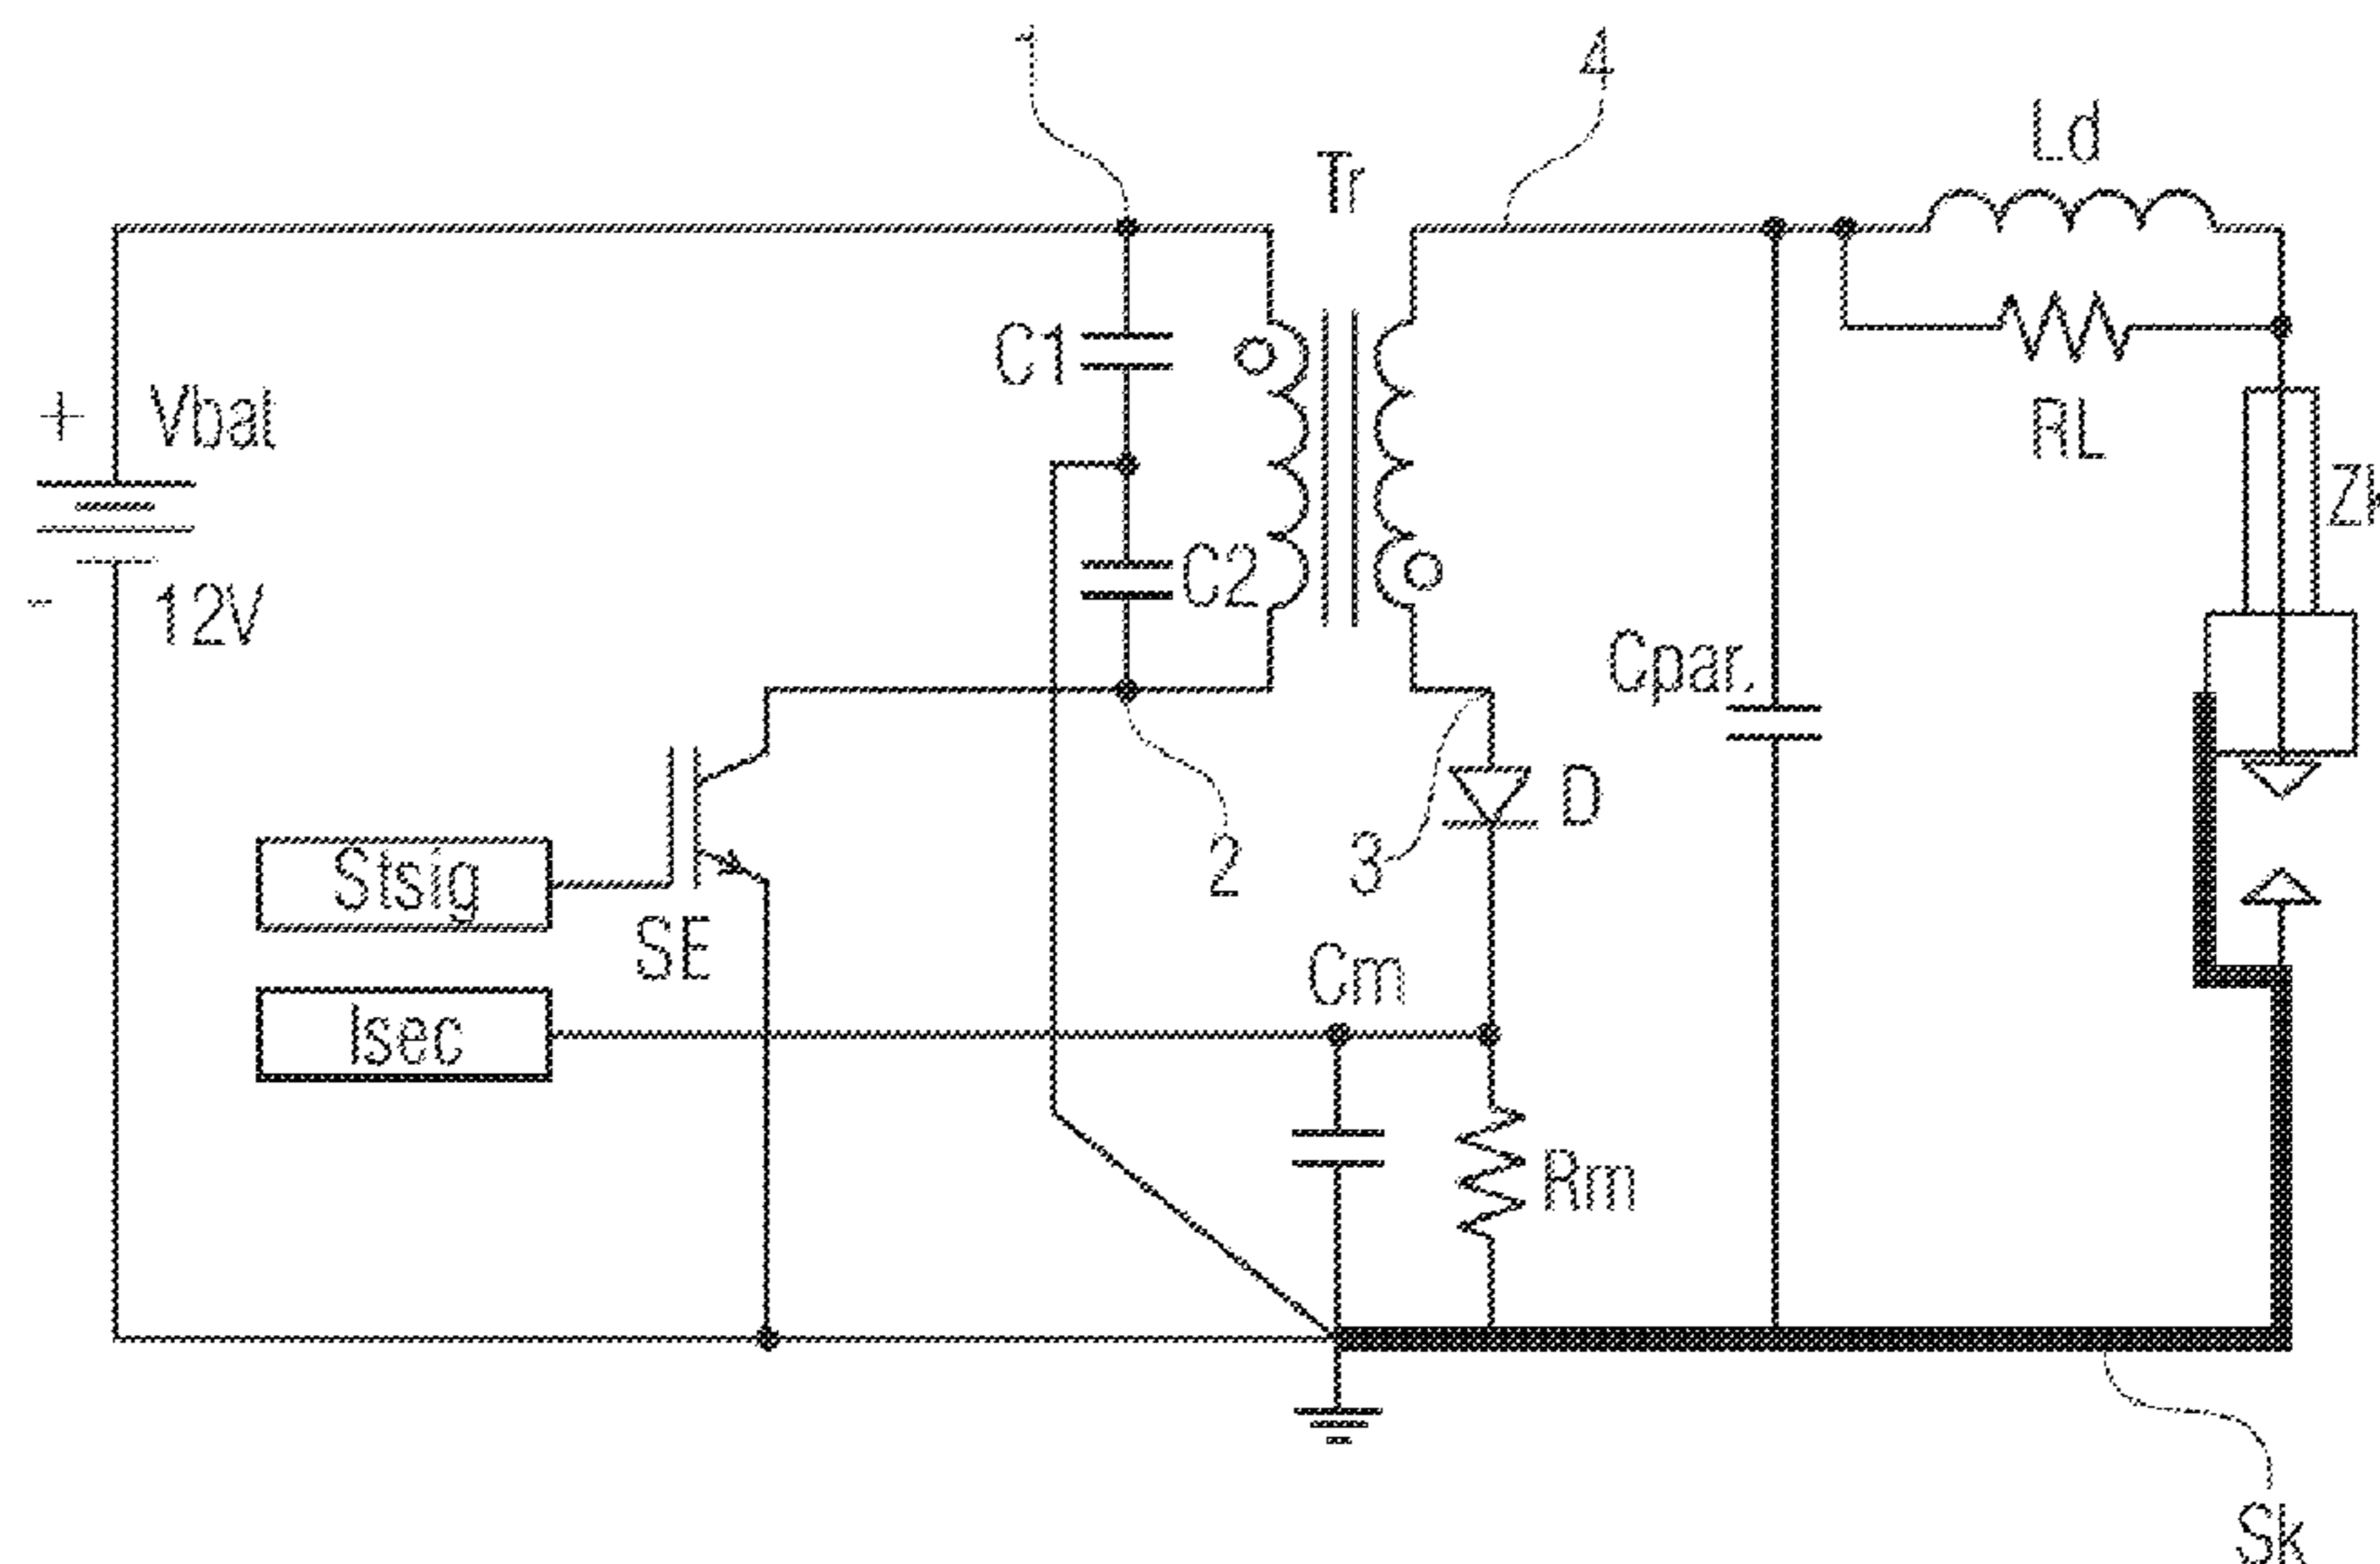 1
4
Ld
Tr
C1
+ Vbat
RL
C2
- 12V
Cpar.
D
2
3
Stsig
SE
Cm
Isec
Rm
Sk